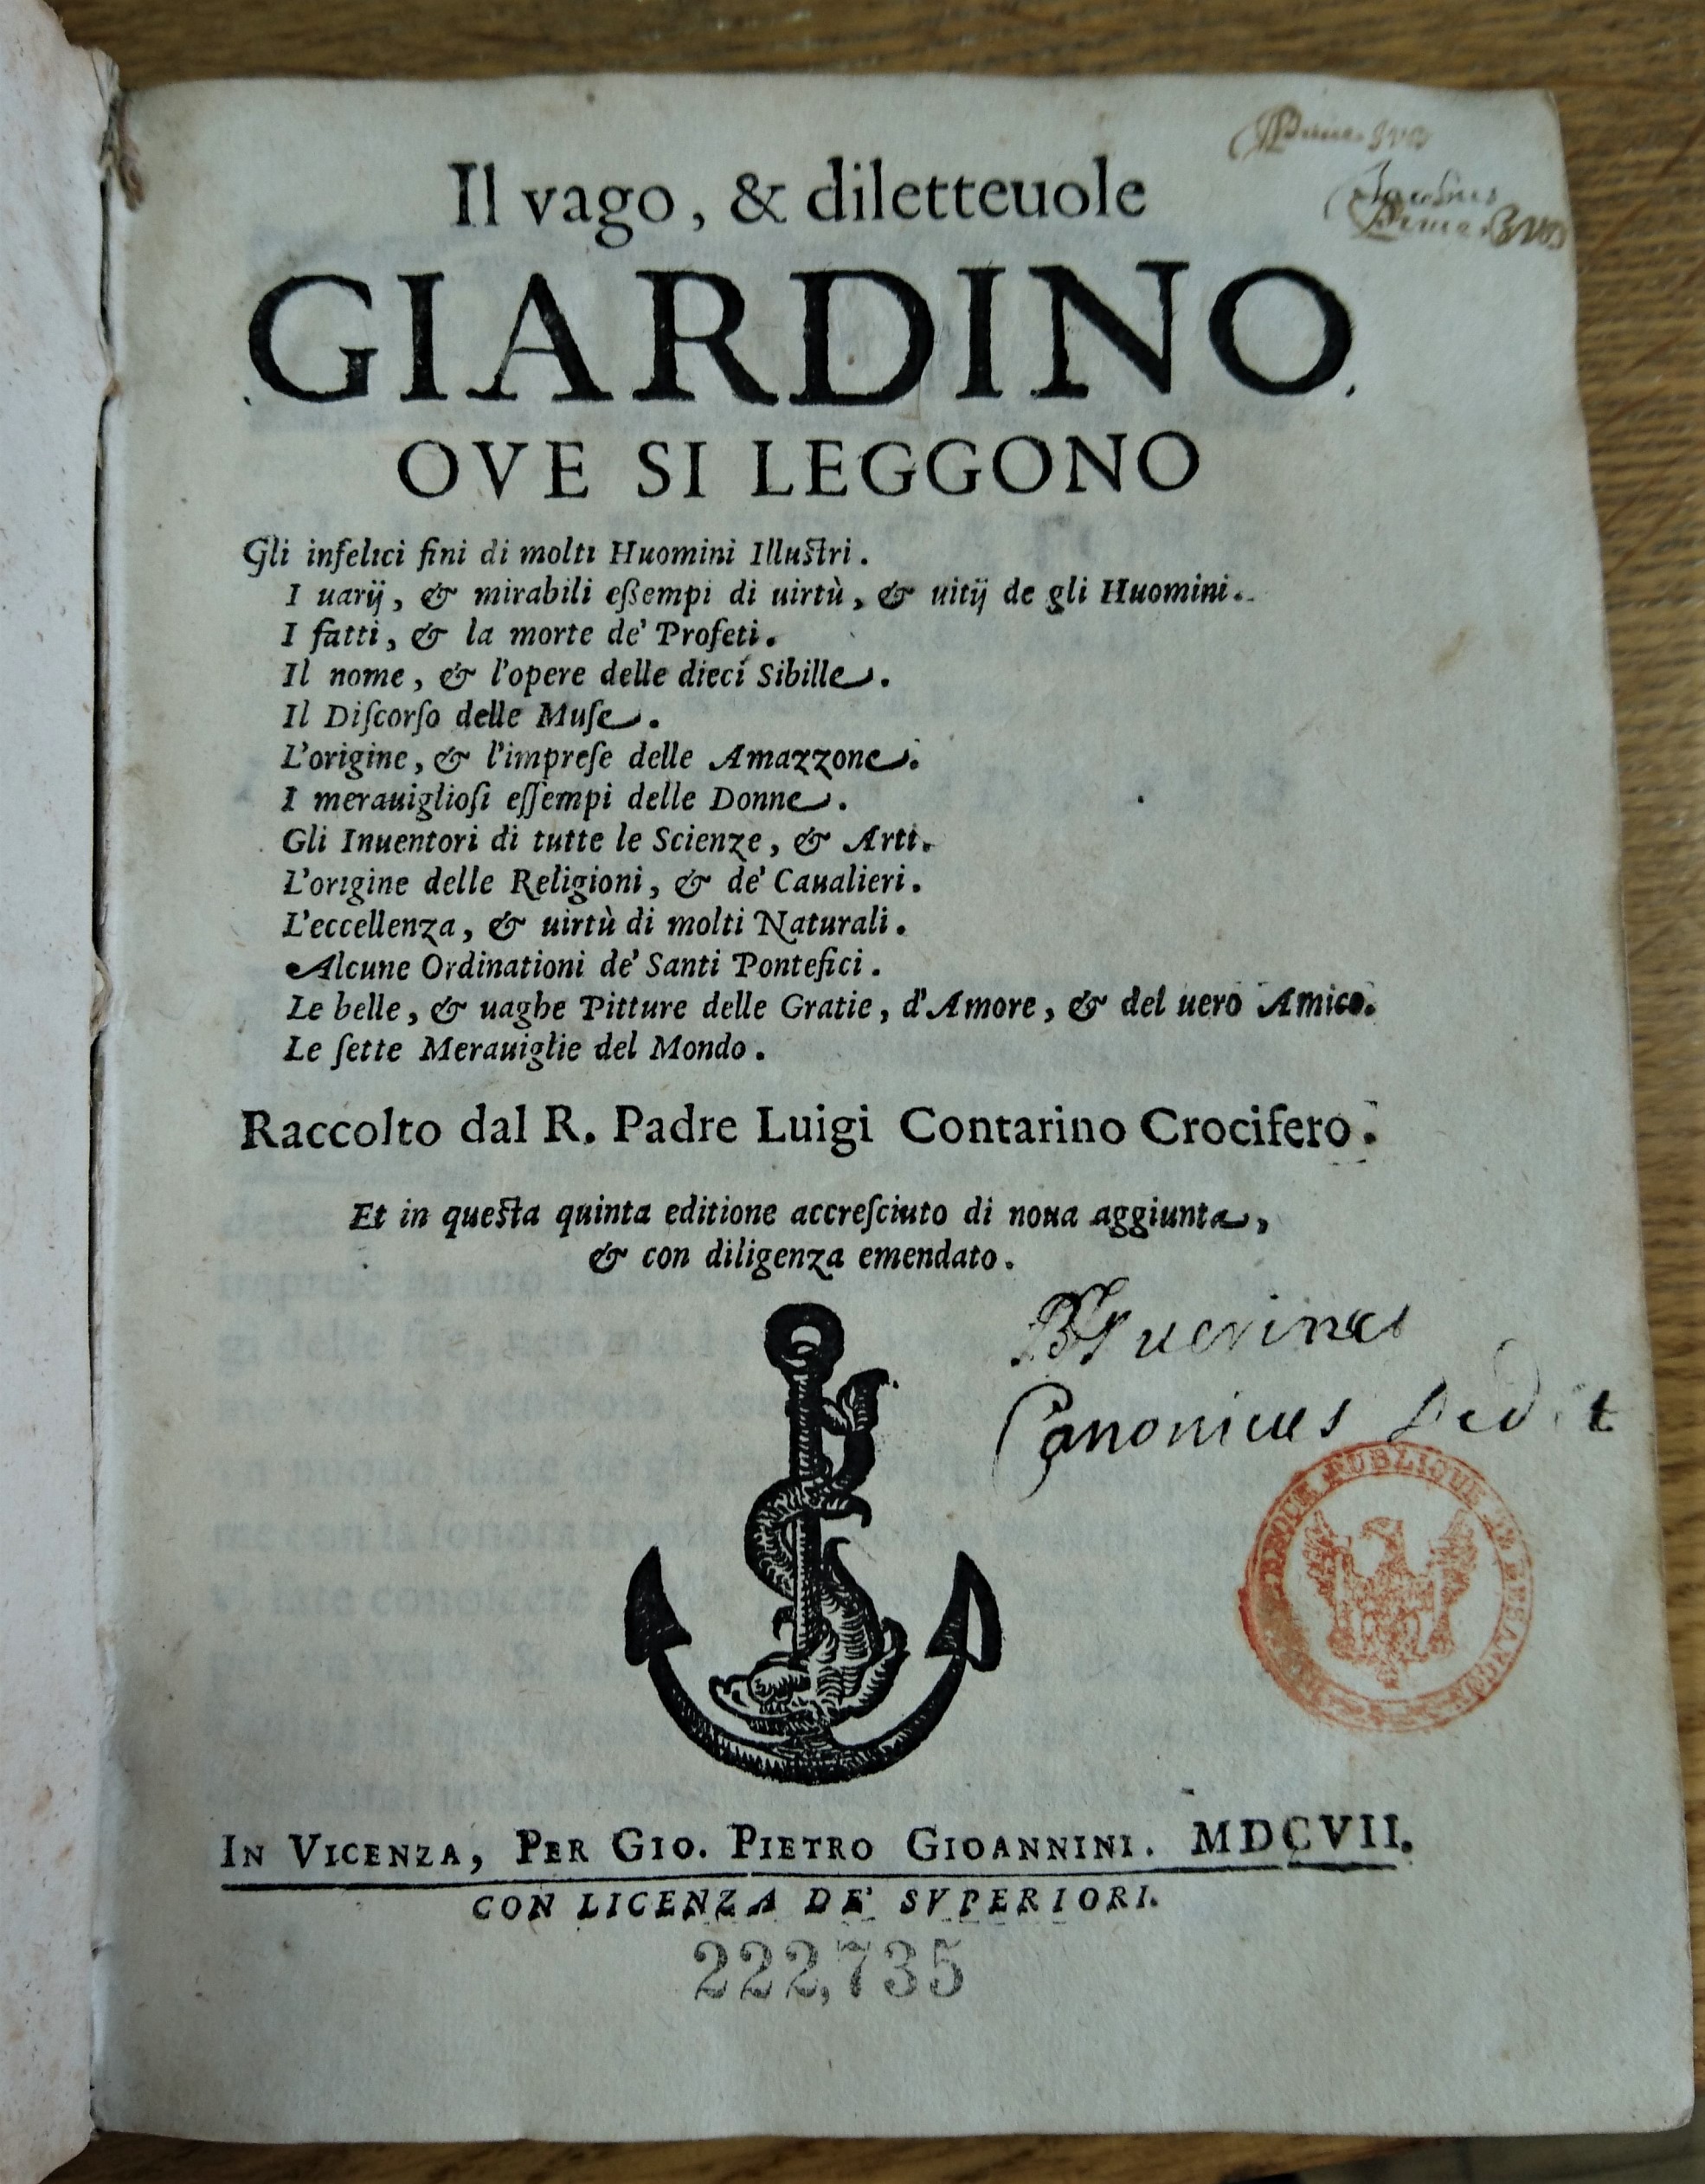 Il vago, & diletteuole
GIARDINO,
OVE SI LEGGONO
Gli infelici fini di molti Huomini Illuſtri.
I uarij, & mirabili eßempi di uirtù, & uitij de gli Huomini.
I fatti, & la morte de' Profeti.
Il nome, & l'opere delle dieci Sibille.
Il Diſcorſo delle Muſe.
L'origine, & l'impreſe delle Amazzone.
I merauiglioſi eſſempi delle Donne.
Gli Inuentori di tutte le Scienze, & Arti.
L'origine delle Religioni, & de' Caualieri.
L'eccellenza, & uirtù di molti Naturali.
Alcune Ordinationi de' Santi Pontefici.
Le belle, & uaghe Pitture delle Gratie, d'Amore, & del uero Amico.
Le ſette Merauiglie del Mondo.
Raccolto dal R. Padre Luigi Contarino Crocifero.
Et in queſta quinta editione accreſciuto di noua aggiunta,
& con diligenza emendato.
Canonicus Dedit
PUBLIQUE DE BESANÇON
IN VICENZA, PER GIO. PIETRO GIOANNINI. MDCVII.
CON LICENZA DE' SVPERIORI.
222,735